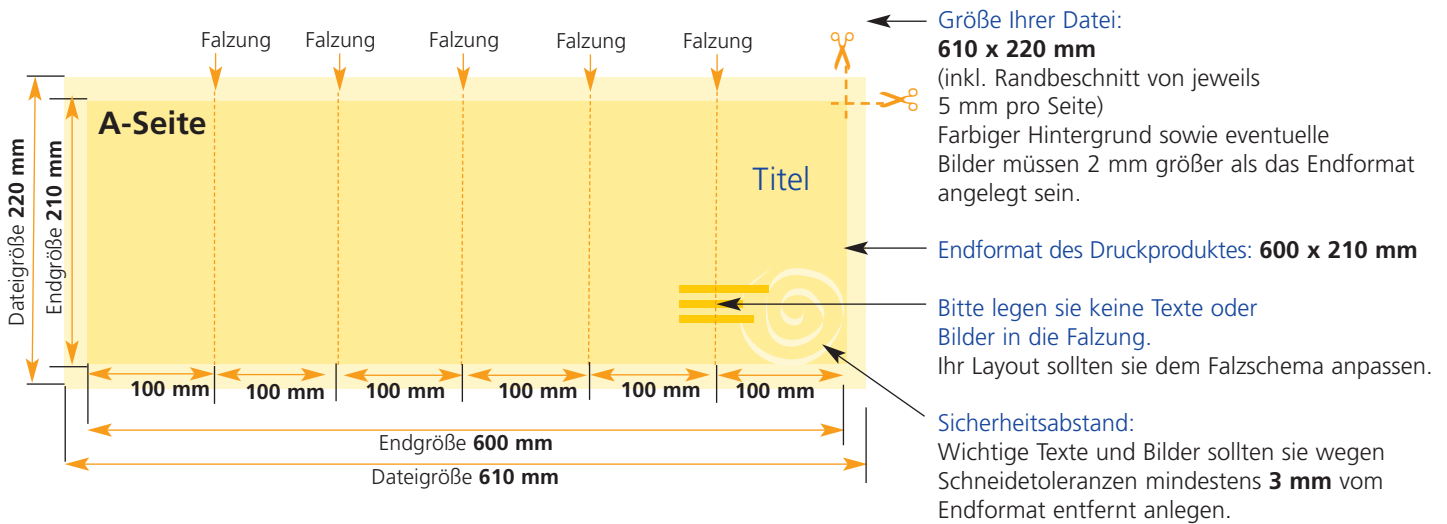 Falzung Falzung Falzung Falzung Falzung
A-Seite
Titel
Dateigröße 220 mm
Endgröße 210 mm
100 mm 100 mm 100 mm 100 mm 100 mm 100 mm
Endgröße 600 mm
Dateigröße 610 mm
Größe Ihrer Datei:
610 x 220 mm
(inkl. Randbeschnitt von jeweils
5 mm pro Seite)
Farbiger Hintergrund sowie eventuelle
Bilder müssen 2 mm größer als das Endformat
angelegt sein.
Endformat des Druckproduktes: 600 x 210 mm
Bitte legen sie keine Texte oder
Bilder in die Falzung.
Ihr Layout sollten sie dem Falzschema anpassen.
Sicherheitsabstand:
Wichtige Texte und Bilder sollten sie wegen
Schneidetoleranzen mindestens 3 mm vom
Endformat entfernt anlegen.